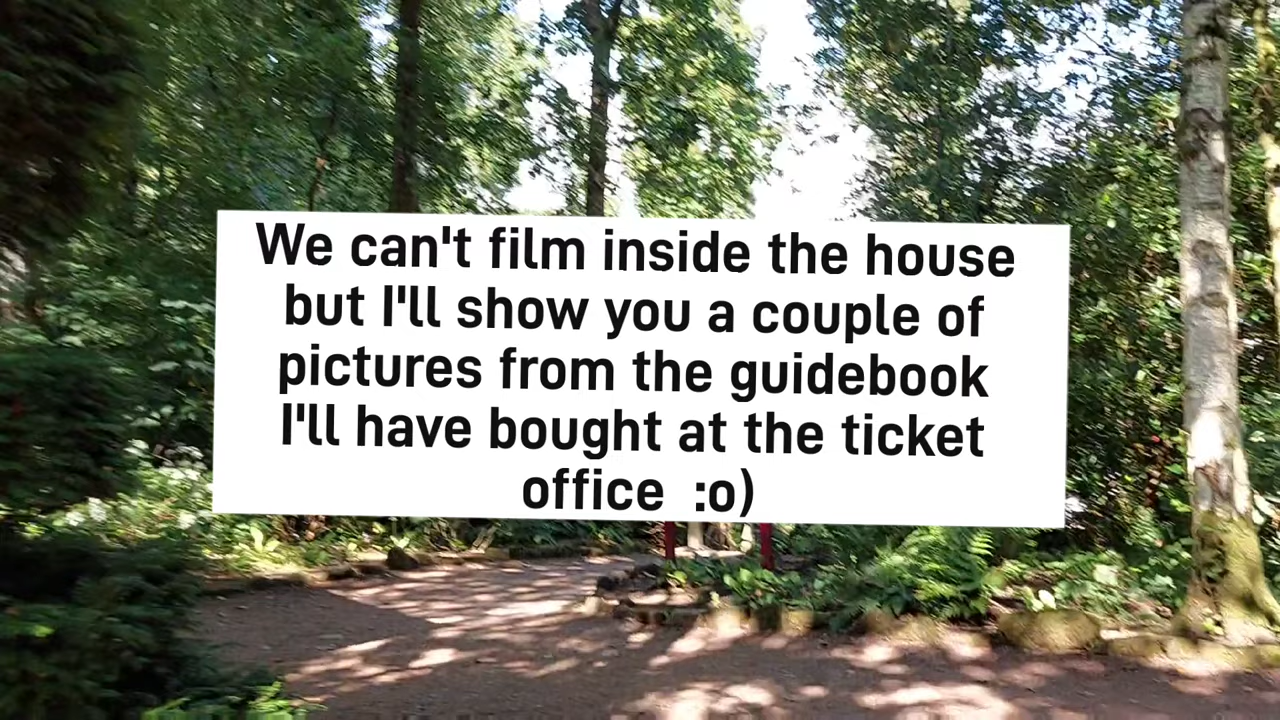 We can't film inside the house
but I'll show you a couple of
pictures from the guidebook
I'll have bought at the ticket
office  :o)